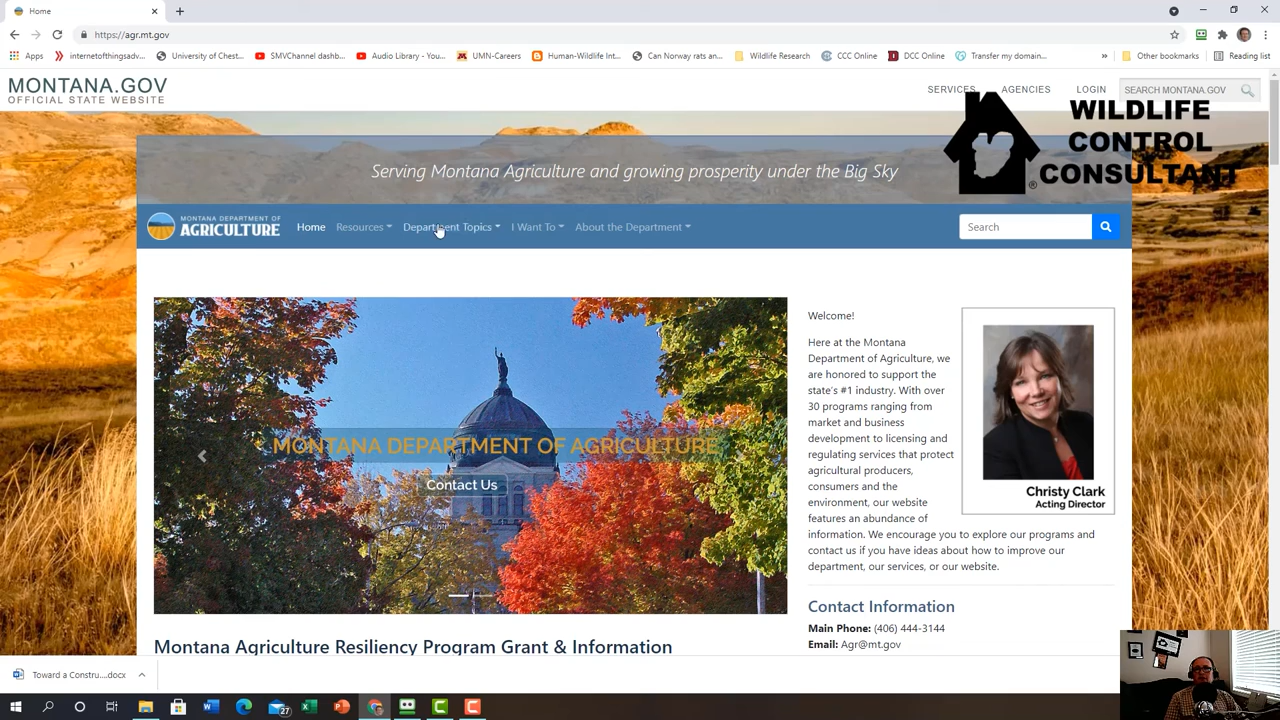 Home
https://agr.mt.gov
Apps
internetofthingsadv...
University of Chest...
SMVChannel dashb...
Audio Library - You...
UMN-Careers
Human-Wildlife Int...
Can Norway rats an...
Wildlife Research
CCC Online
DCC Online
Transfer my domain...
»
Other bookmarks
Reading list
MONTANA.GOV
OFFICIAL STATE WEBSITE
SERVICES
AGENCIES
LOGIN
SEARCH MONTANA.GOV
WILDLIFE
CONTROL
CONSULTANT
®
Serving Montana Agriculture and growing prosperity under the Big Sky
MONTANA DEPARTMENT OF
AGRICULTURE
Home
Resources
Department Topics
I Want To
About the Department
Search
MONTANA DEPARTMENT OF AGRICULTURE
Contact Us
Welcome!
Here at the Montana
Department of Agriculture, we
are honored to support the
state's #1 industry. With over
30 programs ranging from
market and business
development to licensing and
regulating services that protect
agricultural producers,
consumers and the
environment, our website
features an abundance of
information. We encourage you to explore our programs and
contact us if you have ideas about how to improve our
department, our services, or our website.
Christy Clark
Acting Director
Contact Information
Main Phone: (406) 444-3144
Email: Agr@mt.gov
Montana Agriculture Resiliency Program Grant & Information
Toward a Constru....docx
27